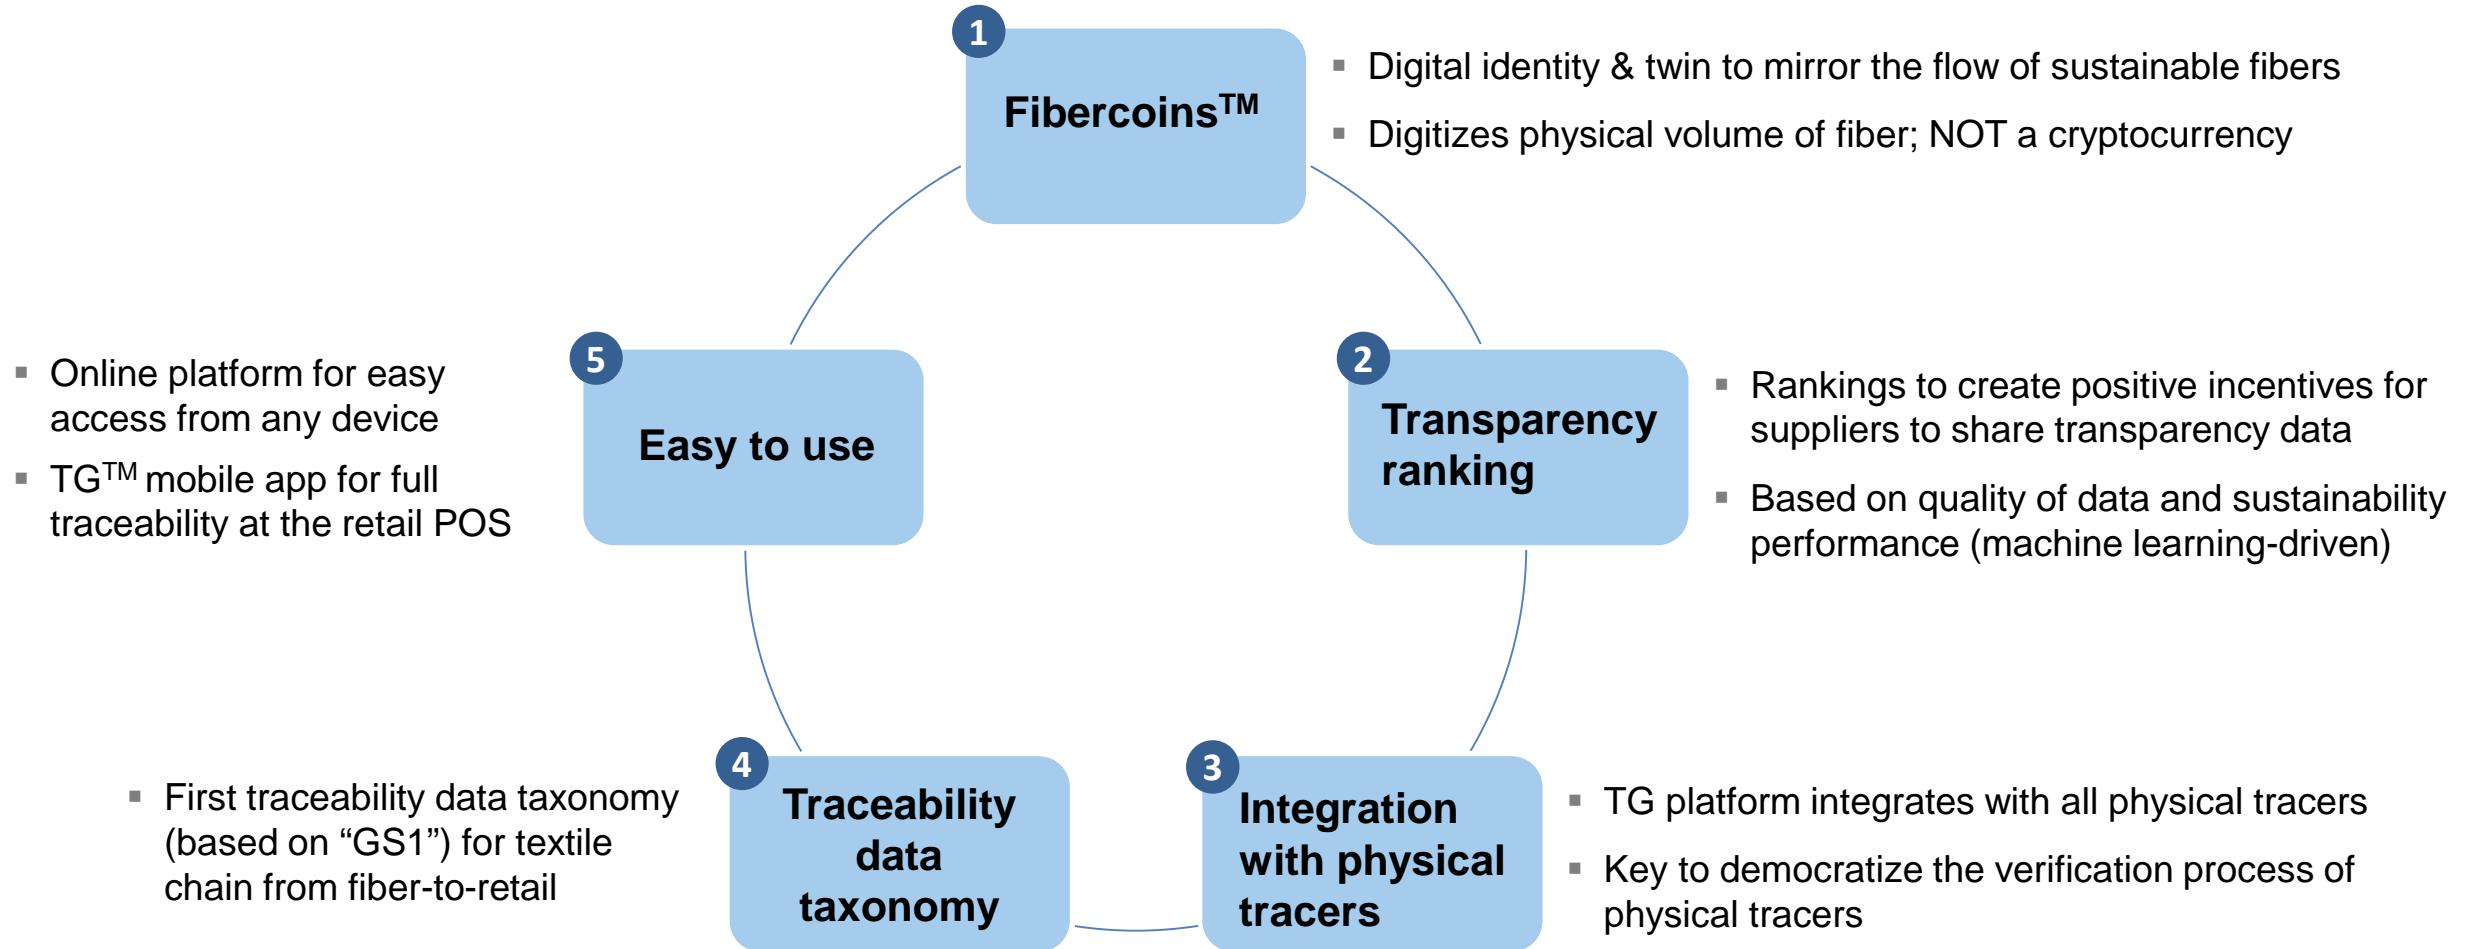 1
Fibercoins™
▪ Digital identity & twin to mirror the flow of sustainable fibers
▪ Digitizes physical volume of fiber; NOT a cryptocurrency
2
Transparency
ranking
▪ Rankings to create positive incentives for
suppliers to share transparency data
▪ Based on quality of data and sustainability
performance (machine learning-driven)
3
Integration
with physical
tracers
▪ TG platform integrates with all physical tracers
▪ Key to democratize the verification process of
physical tracers
4
Traceability
data
taxonomy
▪ First traceability data taxonomy
(based on “GS1”) for textile
chain from fiber-to-retail
5
Easy to use
▪ Online platform for easy
access from any device
▪ TG™ mobile app for full
traceability at the retail POS